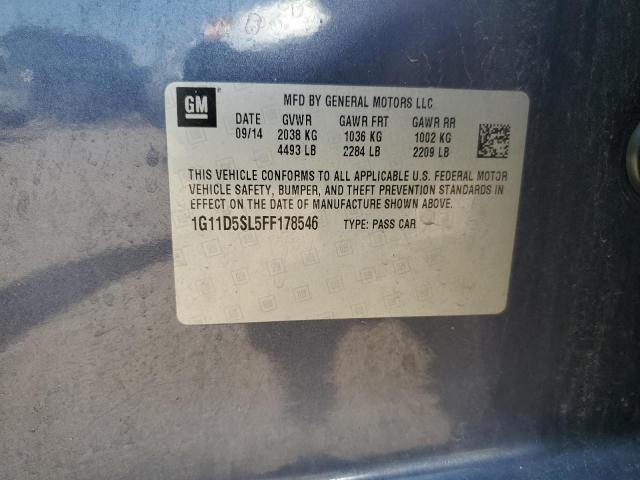 GM
MFD BY GENERAL MOTORS LLC
DATE GVWR GAWR FRT GAWR RR
09/14 2038 KG 1036 KG 1002 KG
4493 LB 2284 LB 2209 LB
THIS VEHICLE CONFORMS TO ALL APPLICABLE U.S. FEDERAL MOTOR
VEHICLE SAFETY, BUMPER, AND THEFT PREVENTION STANDARDS IN
EFFECT ON THE DATE OF MANUFACTURE SHOWN ABOVE.
1G11D5SL5FF178546 TYPE: PASS CAR